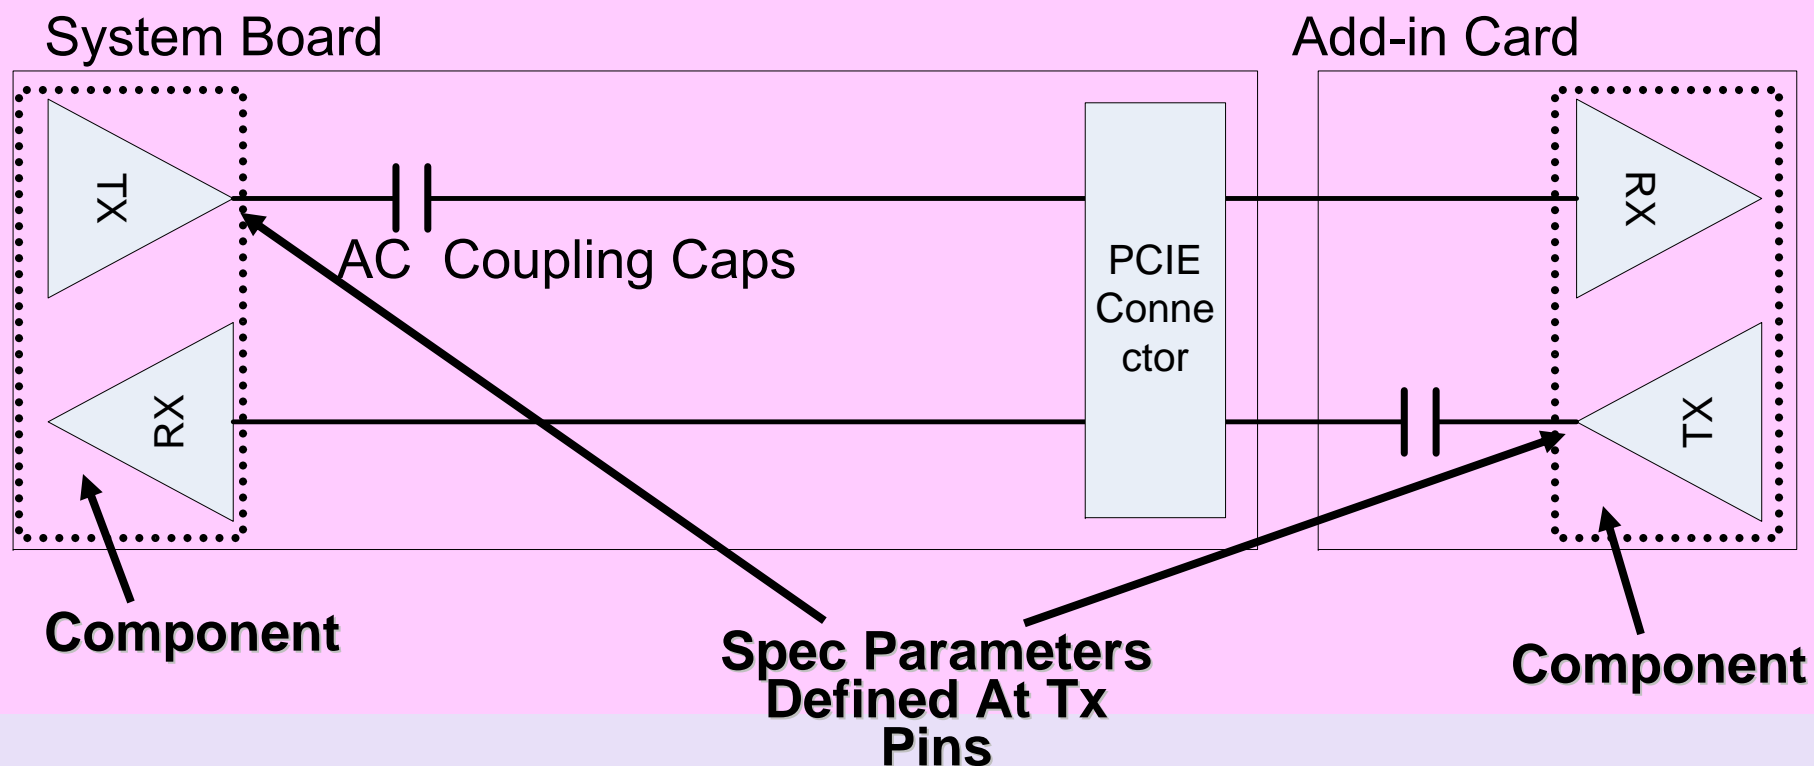 System Board
Add-in Card
TX
RX
AC  Coupling Caps
PCIE
Conne
ctor
RX
TX
Component
Spec Parameters
Defined At Tx
Pins
Component